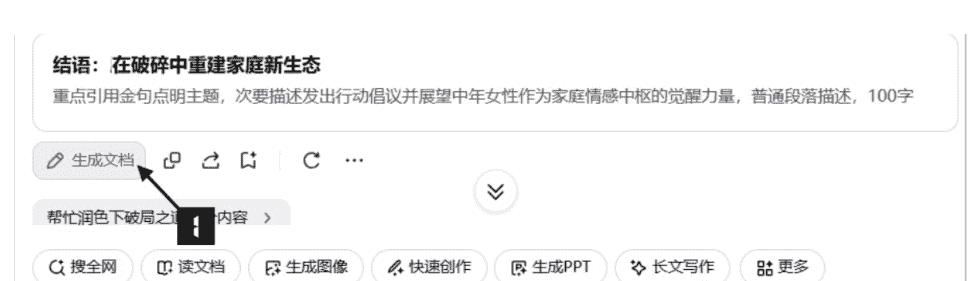 结语：在破碎中重建家庭新生态
重点引用金句点明主题，次要描述发出行动倡议并展望中年女性作为家庭情感中枢的觉醒力量，普通段落描述，100字
生成文档
1
帮忙润色下破局之道 内容
搜全网 读文档 生成图像 快速创作 生成PPT 长文写作 更多